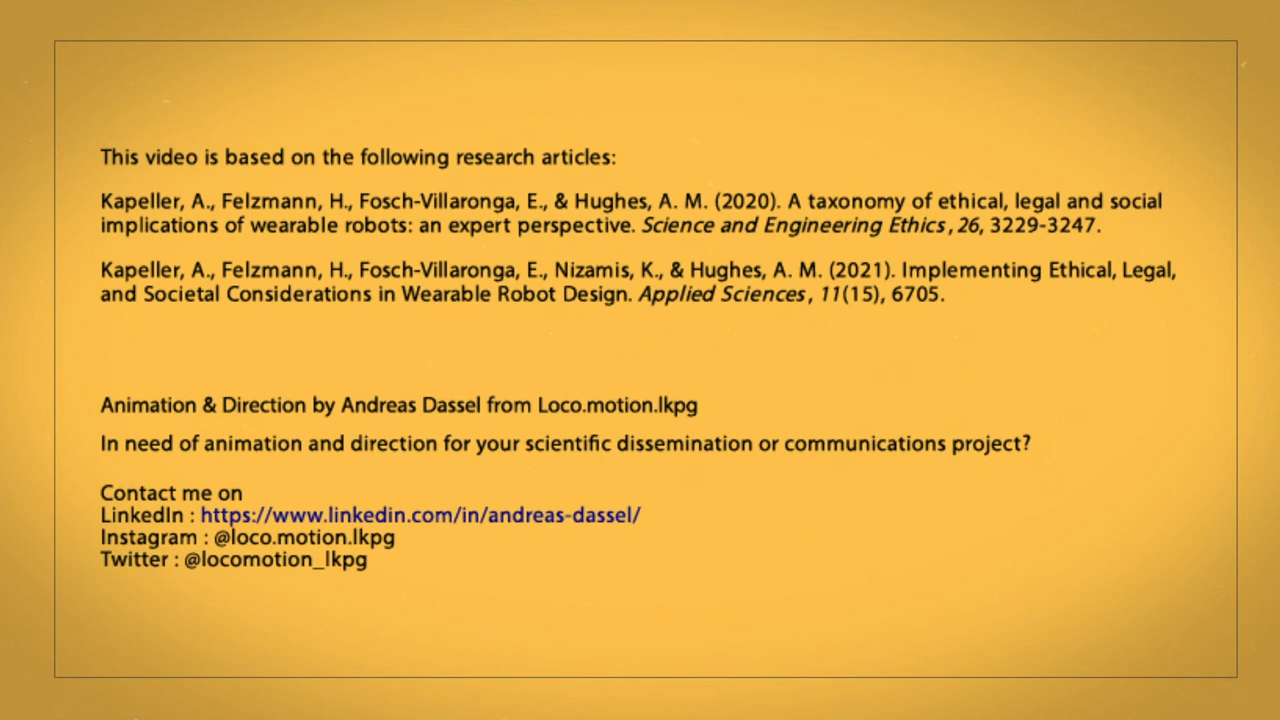 This video is based on the following research articles:
Kapeller, A., Felzmann, H., Fosch-Villaronga, E., & Hughes, A. M. (2020). A taxonomy of ethical, legal and social
implications of wearable robots: an expert perspective. Science and Engineering Ethics, 26, 3229-3247.
Kapeller, A., Felzmann, H., Fosch-Villaronga, E., Nizamis, K., & Hughes, A. M. (2021). Implementing Ethical, Legal,
and Societal Considerations in Wearable Robot Design. Applied Sciences, 11(15), 6705.
Animation & Direction by Andreas Dassel from Loco.motion.lkpg
In need of animation and direction for your scientific dissemination or communications project?
Contact me on
LinkedIn : https://www.linkedin.com/in/andreas-dassel/
Instagram : @loco.motion.lkpg
Twitter : @locomotion_lkpg